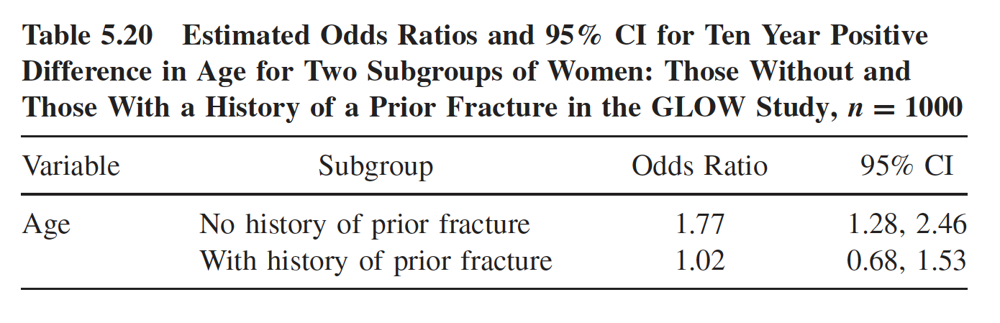 Table 5.20 Estimated Odds Ratios and 95% CI for Ten Year Positive
Difference in Age for Two Subgroups of Women: Those Without and
Those With a History of a Prior Fracture in the GLOW Study, n = 1000
Variable Subgroup Odds Ratio 95% CI
Age No history of prior fracture 1.77 1.28, 2.46
With history of prior fracture 1.02 0.68, 1.53